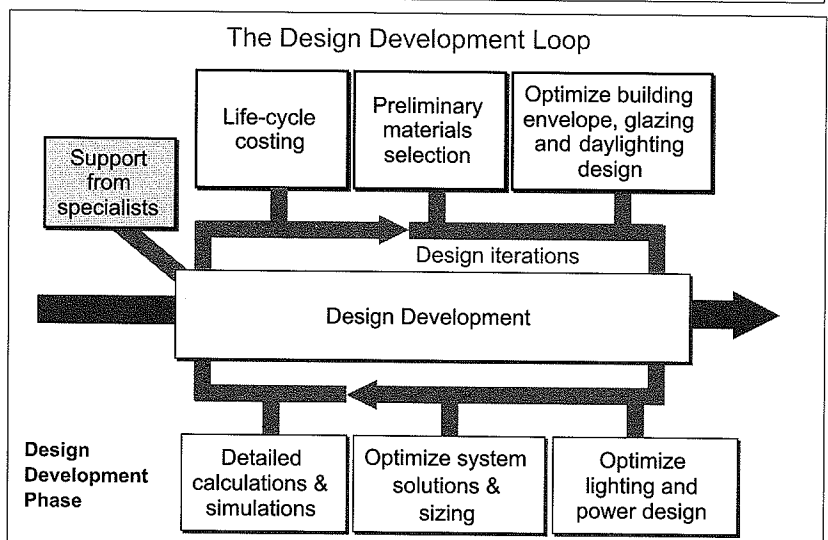 The Design Development Loop
Life-cycle
costing
Preliminary
materials
selection
Optimize building
envelope, glazing
and daylighting
design
Support
from
specialists
Design iterations
Design Development
Design
Development
Phase
Detailed
calculations &
simulations
Optimize system
solutions &
sizing
Optimize
lighting and
power design